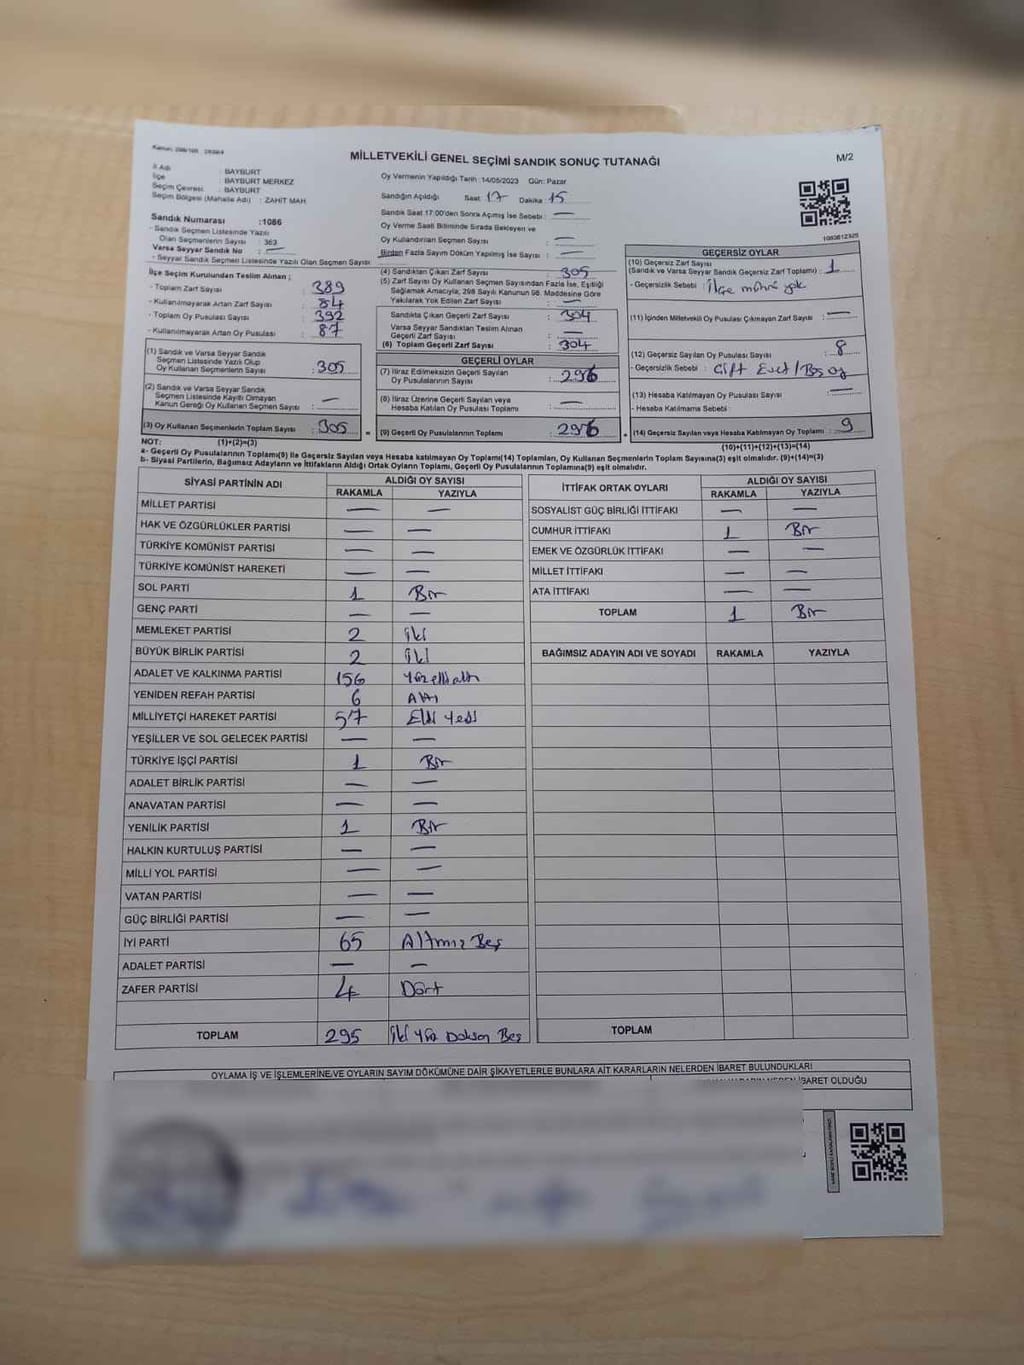 MİLLETVEKİLİ GENEL SEÇİMİ SANDIK SONUÇ TUTANAĞI
M/2
İl Adı : BAYBURT
İlçe : BAYBURT MERKEZ
Seçim Çevresi : BAYBURT
Seçim Bölgesi (Mahalle Adı) : ZAHİT MAH.
Sandık Numarası :1086
- Sandık Seçmen Listesinde Yazılı
Olan Seçmenlerin Sayısı : 363
Varsa Seyyar Sandık No : —
- Seyyar Sandık Seçmen Listesinde Yazılı Olan Seçmen Sayısı
İlçe Seçim Kurulundan Teslim Alınan ;
- Toplam Zarf Sayısı : 389
- Kullanılmayarak Artan Zarf Sayısı : 84
- Toplam Oy Pusulası Sayısı : 392
- Kullanılmayarak Artan Oy Pusulası : 87
(1) Sandık ve Varsa Seyyar Sandık
Seçmen Listesinde Yazılı Olup
Oy Kullanan Seçmenlerin Sayısı : 305
(2) Sandık ve Varsa Seyyar Sandık
Seçmen Listesinde Kayıtlı Olmayan
Kanun Gereği Oy Kullanan Seçmen Sayısı : —
(3) Oy Kullanan Seçmenlerin Toplam Sayısı : 305
Oy Vermenin Yapıldığı Tarih : 14/05/2023 Gün: Pazar
Sandığın Açıldığı Saat : 17 Dakika : 15
Sandık Saat 17:00'den Sonra Açılmış İse Sebebi : —
Oy Verme Saati Bitiminde Sırada Bekleyen ve
Oy Kullandırılan Seçmen Sayısı : —
Birden Fazla Sayım Döküm Yapılmış İse Sayısı : —
(4) Sandıktan Çıkan Zarf Sayısı : 305
(5) Zarf Sayısı Oy Kullanan Seçmen Sayısından Fazla İse, Eşitliği
Sağlamak Amacıyla; 298 Sayılı Kanunun 98. Maddesine Göre
Yakılarak Yok Edilen Zarf Sayısı : —
Sandıkta Çıkan Geçerli Zarf Sayısı : 304
Varsa Seyyar Sandıktan Teslim Alınan
Geçerli Zarf Sayısı : —
(6) Toplam Geçerli Zarf Sayısı : 304
GEÇERLİ OYLAR
(7) İtiraz Edilmeksizin Geçerli Sayılan
Oy Pusulalarının Sayısı : 296
(8) İtiraz Üzerine Geçerli Sayılan veya
Hesaba Katılan Oy Pusulası Toplamı : —
= (9) Geçerli Oy Pusulalarının Toplamı : 296
GEÇERSİZ OYLAR
(10) Geçersiz Zarf Sayısı
(Sandık ve Varsa Seyyar Sandık Geçersiz Zarf Toplamı) : 1
- Geçersizlik Sebebi : İlçe mührü yok
(11) İçinden Milletvekili Oy Pusulası Çıkmayan Zarf Sayısı : —
(12) Geçersiz Sayılan Oy Pusulası Sayısı : 8
- Geçersizlik Sebebi : Çift Evet/Boş oy
(13) Hesaba Katılmayan Oy Pusulası Sayısı : —
- Hesaba Katılmama Sebebi :
+ (14) Geçersiz Sayılan veya Hesaba Katılmayan Oy Toplamı : 9
NOT: (1)+(2)=(3) (10)+(11)+(12)+(13)=(14)
a- Geçerli Oy Pusulalarının Toplamı(9) ile Geçersiz Sayılan veya Hesaba katılmayan Oy Toplamı(14) Toplamları, Oy Kullanan Seçmenlerin Toplam Sayısına(3) eşit olmalıdır. (9)+(14)=(3)
b- Siyasi Partilerin, Bağımsız Adayların ve İttifakların Aldığı Ortak Oyların Toplamı, Geçerli Oy Pusulalarının Toplamına(9) eşit olmalıdır.
SİYASİ PARTİNİN ADI ALDIĞI OY SAYISI
RAKAMLA YAZIYLA
MİLLET PARTİSİ — —
HAK VE ÖZGÜRLÜKLER PARTİSİ — —
TÜRKİYE KOMÜNİST PARTİSİ — —
TÜRKİYE KOMÜNİST HAREKETİ — —
SOL PARTİ 1 Bir
GENÇ PARTİ — —
MEMLEKET PARTİSİ 2 iki
BÜYÜK BİRLİK PARTİSİ 2 iki
ADALET VE KALKINMA PARTİSİ 156 Yüzellialtı
YENİDEN REFAH PARTİSİ 6 Altı
MİLLİYETÇİ HAREKET PARTİSİ 57 Elli Yedi
YEŞİLLER VE SOL GELECEK PARTİSİ — —
TÜRKİYE İŞÇİ PARTİSİ 1 Bir
ADALET BİRLİK PARTİSİ — —
ANAVATAN PARTİSİ — —
YENİLİK PARTİSİ 1 Bir
HALKIN KURTULUŞ PARTİSİ — —
MİLLİ YOL PARTİSİ — —
VATAN PARTİSİ — —
GÜÇ BİRLİĞİ PARTİSİ — —
İYİ PARTİ 65 Altmış Beş
ADALET PARTİSİ — —
ZAFER PARTİSİ 4 Dört
TOPLAM 295 İki Yüz Doksan Beş
İTTİFAK ORTAK OYLARI ALDIĞI OY SAYISI
RAKAMLA YAZIYLA
SOSYALİST GÜÇ BİRLİĞİ İTTİFAKI — —
CUMHUR İTTİFAKI 1 Bir
EMEK VE ÖZGÜRLÜK İTTİFAKI — —
MİLLET İTTİFAKI — —
ATA İTTİFAKI — —
TOPLAM 1 Bir
BAĞIMSIZ ADAYIN ADI VE SOYADI RAKAMLA YAZIYLA
TOPLAM
OYLAMA İŞ VE İŞLEMLERİNE/VE OYLARIN SAYIM DÖKÜMÜNE DAİR ŞİKAYETLERLE BUNLARA AİT KARARLARIN NELERDEN İBARET BULUNDUKLARI
İBARET OLDUĞU